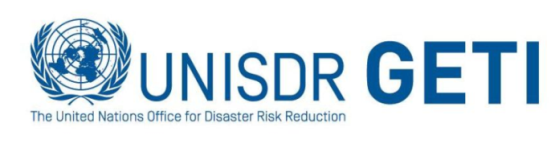 UNISDR GETI
The United Nations Office for Disaster Risk Reduction